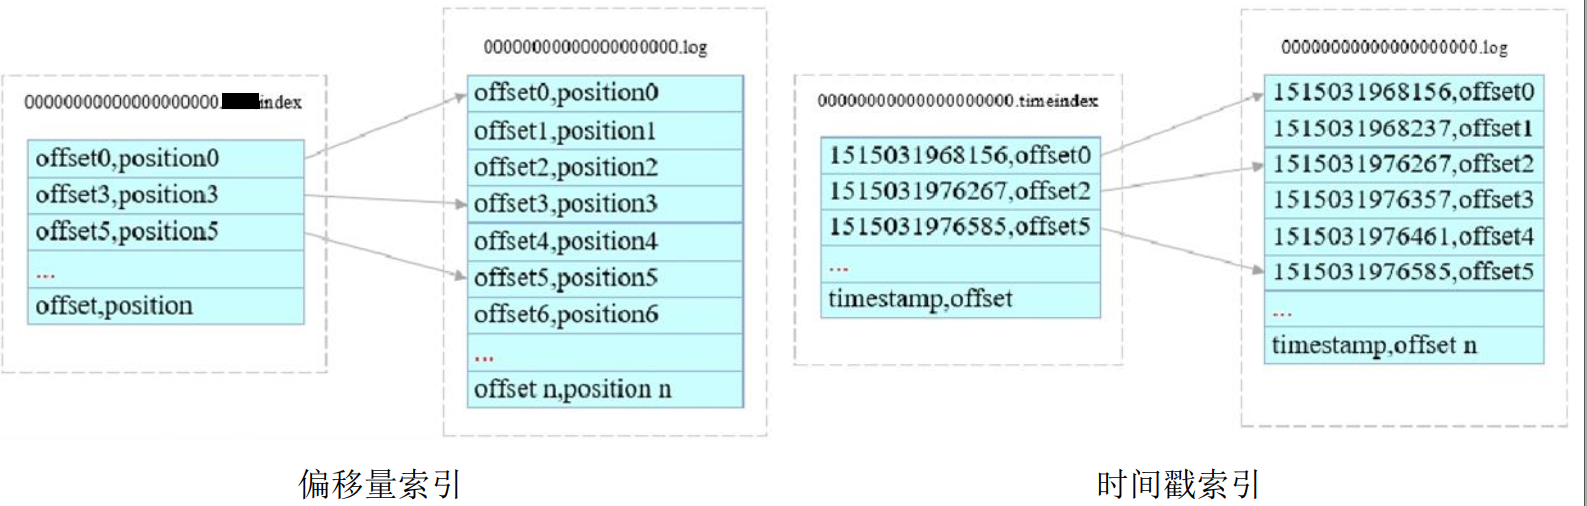 00000000000000000000.log
00000000000000000000.index
offset0,position0
offset3,position3
offset5,position5
...
offset,position
offset0,position0
offset1,position1
offset2,position2
offset3,position3
offset4,position4
offset5,position5
offset6,position6
...
offset n,position n
偏移量索引
00000000000000000000.timeindex
1515031968156,offset0
1515031976267,offset2
1515031976585,offset5
...
timestamp,offset
00000000000000000000.log
1515031968156,offset0
1515031968237,offset1
1515031976267,offset2
1515031976357,offset3
1515031976461,offset4
1515031976585,offset5
...
timestamp,offset n
时间戳索引